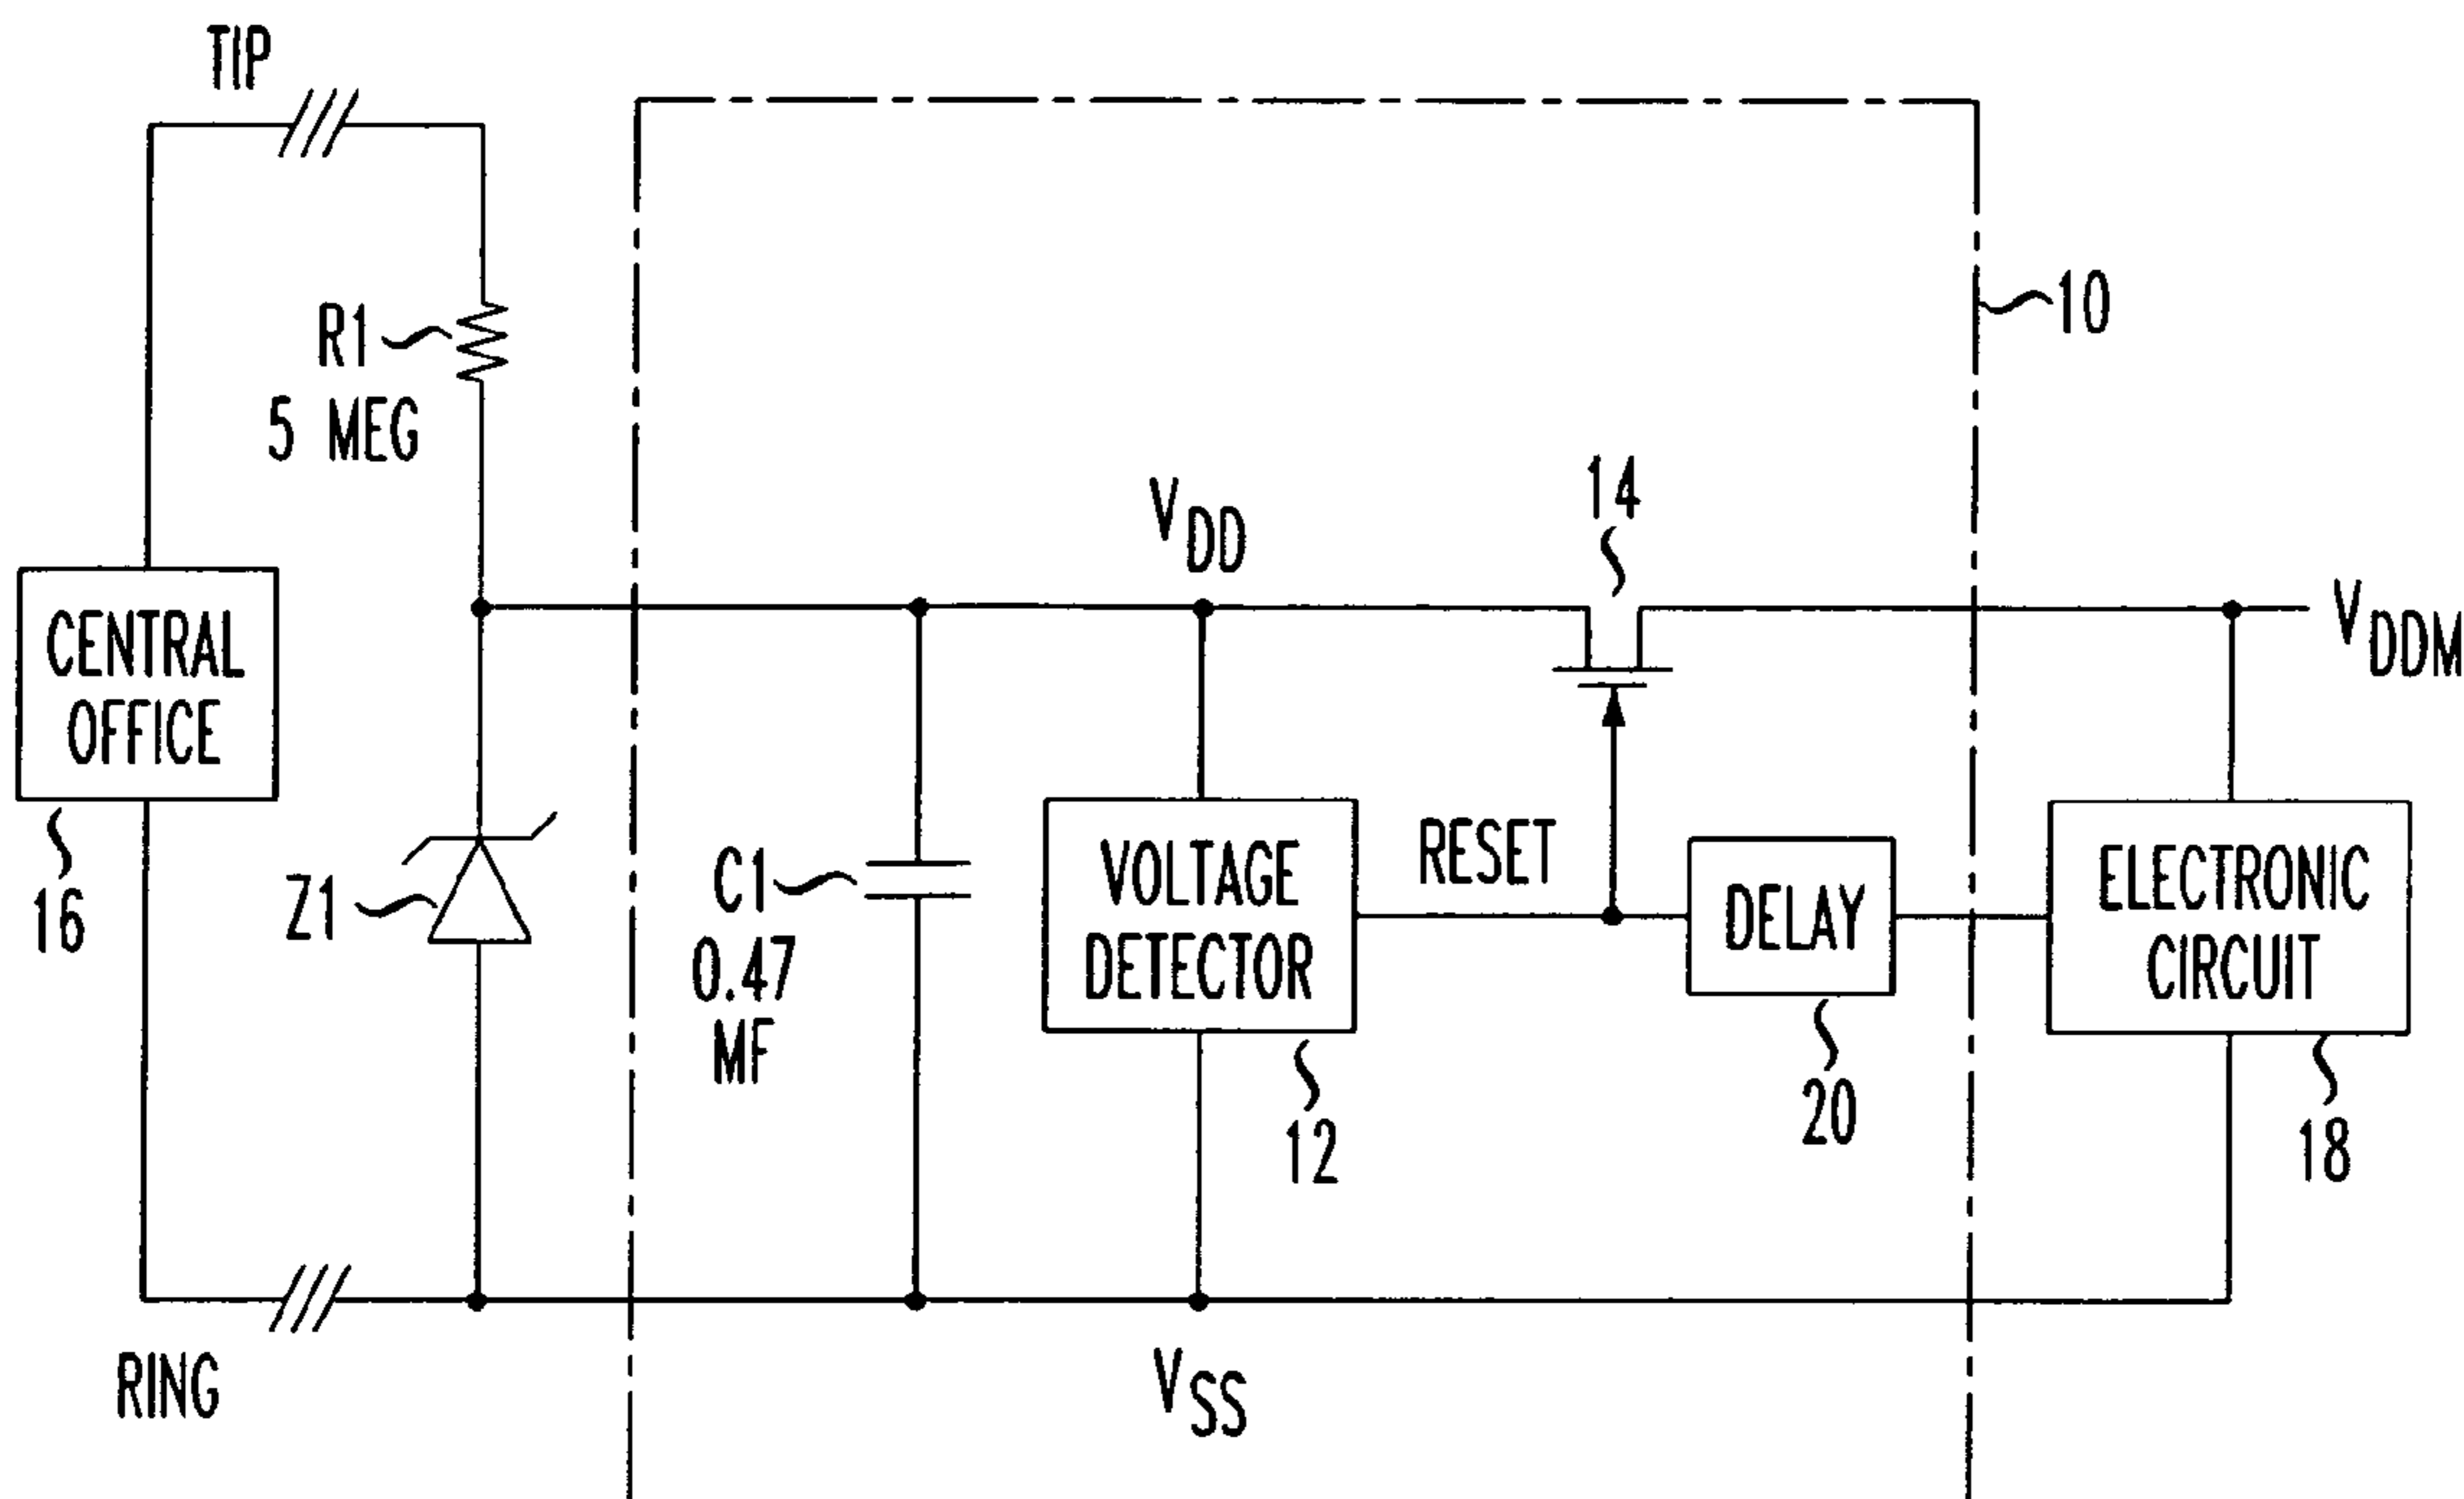 TIP
10
R1
5 MEG
14
VDD
VDDM
CENTRAL
OFFICE
16
Z1
C1
0.47
MF
VOLTAGE
DETECTOR
12
RESET
DELAY
20
ELECTRONIC
CIRCUIT
18
RING
VSS